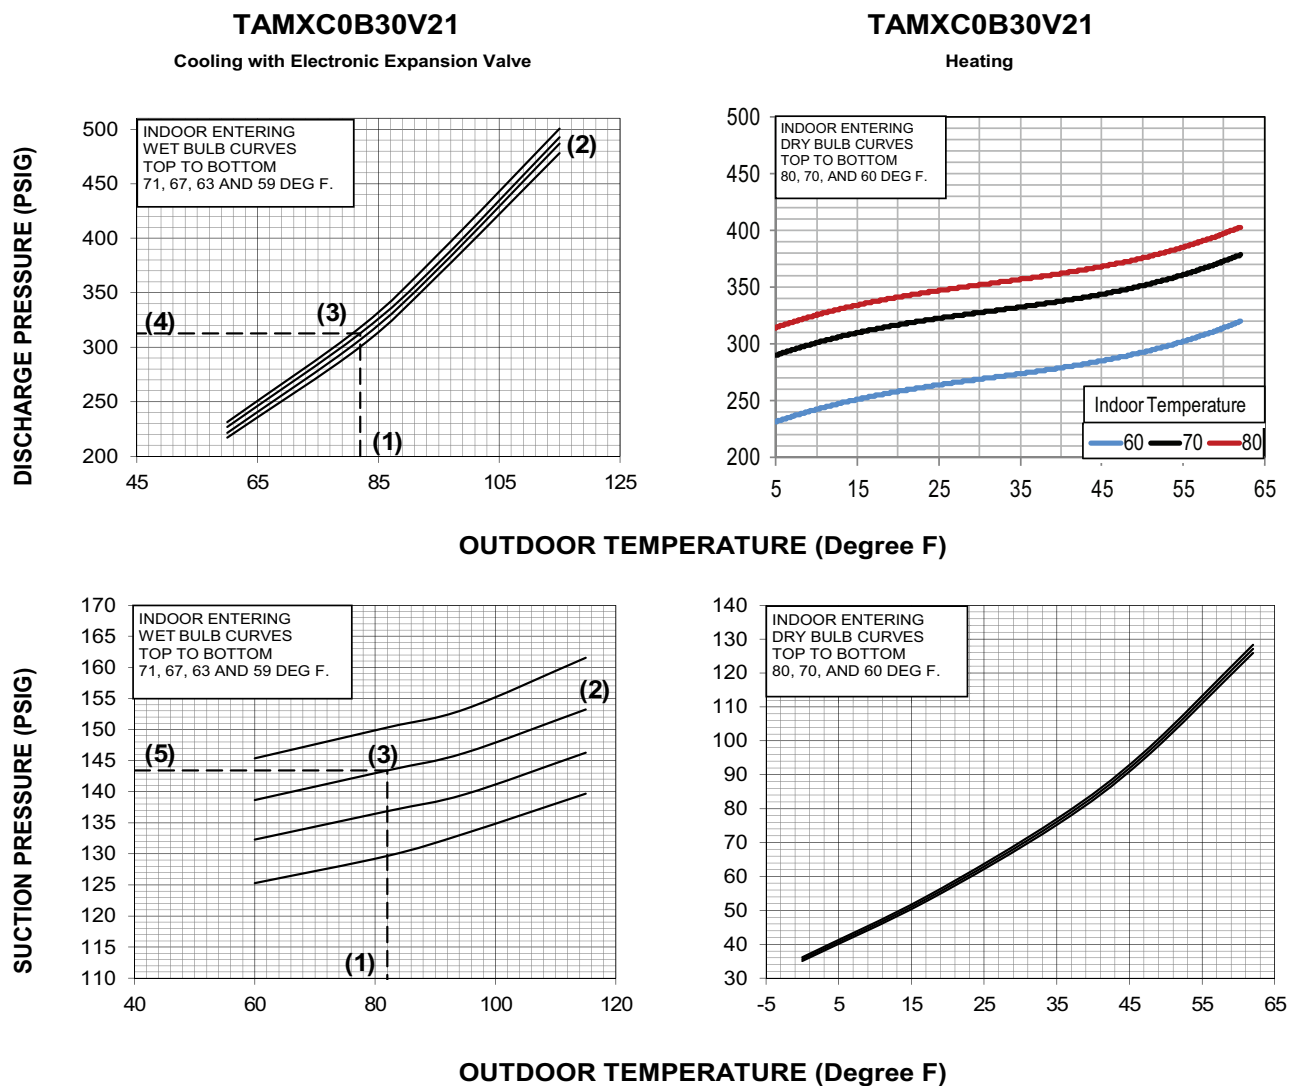 TAMXC0B30V21
Cooling with Electronic Expansion Valve
TAMXC0B30V21
Heating
DISCHARGE PRESSURE (PSIG)
500
450
400
350
300
250
200
INDOOR ENTERING
WET BULB CURVES
TOP TO BOTTOM
71, 67, 63 AND 59 DEG F.
(2)
(3)
(4)
(1)
45 65 85 105 125
500
450
400
350
300
250
200
INDOOR ENTERING
DRY BULB CURVES
TOP TO BOTTOM
80, 70, AND 60 DEG F.
Indoor Temperature
60 70 80
5 15 25 35 45 55 65
OUTDOOR TEMPERATURE (Degree F)
SUCTION PRESSURE (PSIG)
170
165
160
155
150
145
140
135
130
125
120
115
110
INDOOR ENTERING
WET BULB CURVES
TOP TO BOTTOM
71, 67, 63 AND 59 DEG F.
(2)
(5)
(3)
(1)
40 60 80 100 120
140
130
120
110
100
90
80
70
60
50
40
30
INDOOR ENTERING
DRY BULB CURVES
TOP TO BOTTOM
80, 70, AND 60 DEG F.
-5 5 15 25 35 45 55 65
OUTDOOR TEMPERATURE (Degree F)